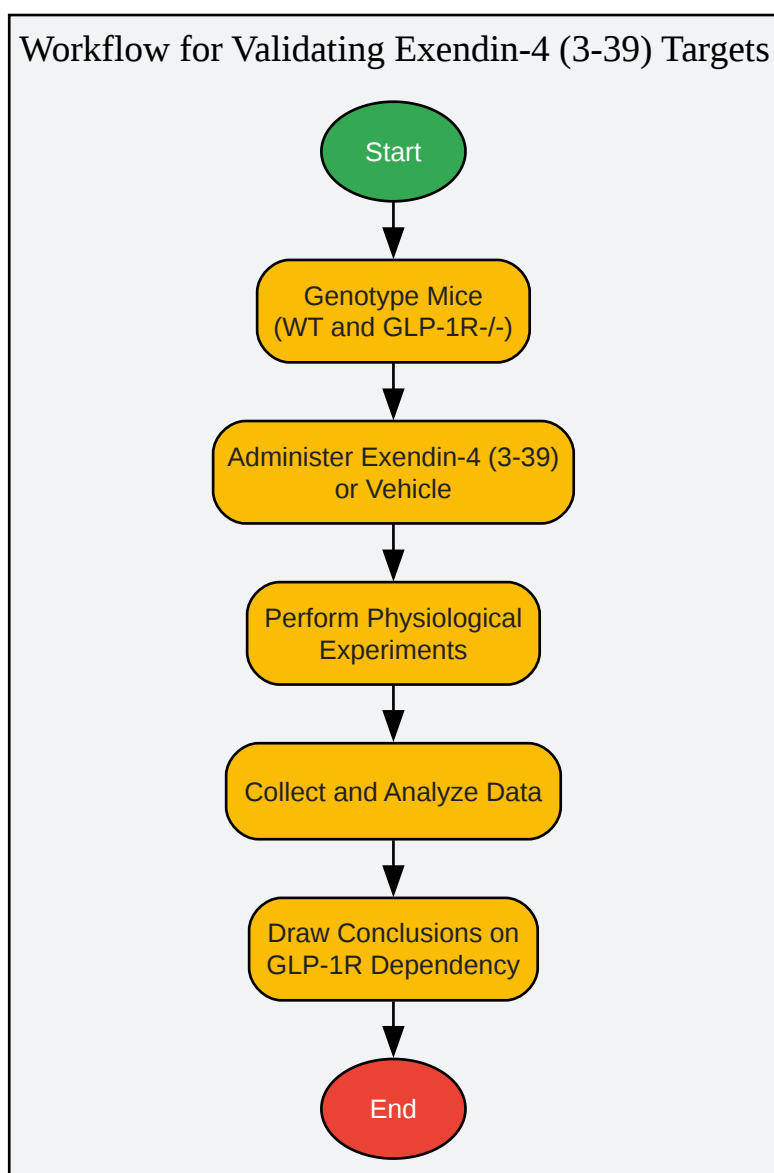 Workflow for Validating Exendin-4 (3-39) Targets
Start
Genotype Mice
(WT and GLP-1R-/-)
Administer Exendin-4 (3-39)
or Vehicle
Perform Physiological
Experiments
Collect and Analyze Data
Draw Conclusions on
GLP-1R Dependency
End